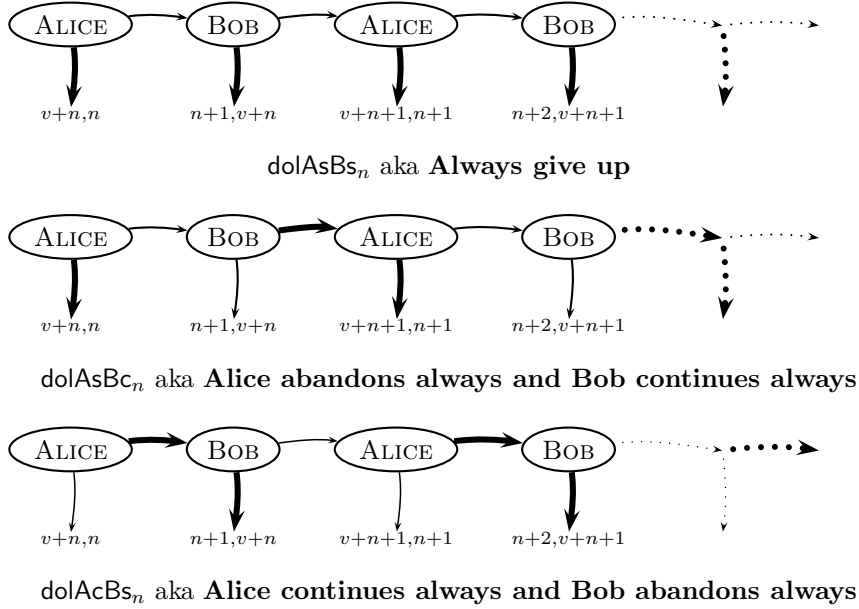 ALICE BOB ALICE BOB
v+n,n n+1,v+n v+n+1,n+1 n+2,v+n+1
dolAsBsₙ aka Always give up
ALICE BOB ALICE BOB
v+n,n n+1,v+n v+n+1,n+1 n+2,v+n+1
dolAsBcₙ aka Alice abandons always and Bob continues always
ALICE BOB ALICE BOB
v+n,n n+1,v+n v+n+1,n+1 n+2,v+n+1
dolAcBsₙ aka Alice continues always and Bob abandons always